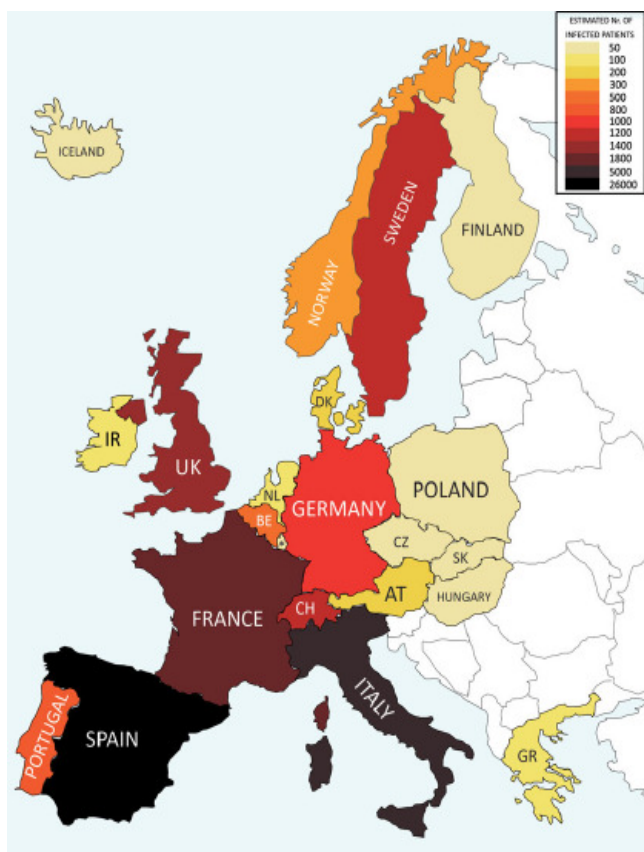 ESTIMATED Nr. OF
INFECTED PATIENTS
50
100
200
300
500
800
1000
1200
1400
1800
5000
26000
ICELAND
FINLAND
SWEDEN
NORWAY
DK
IR
UK
NL
BE
GERMANY
POLAND
CZ
SK
HUNGARY
AT
CH
FRANCE
ITALY
PORTUGAL
SPAIN
GR